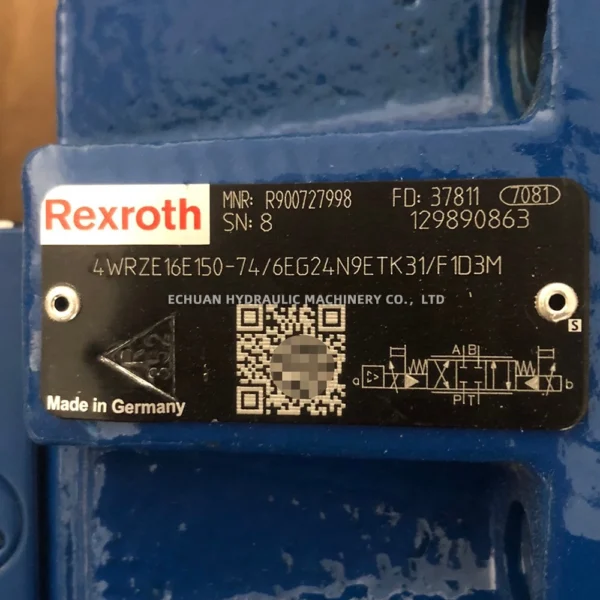 Rexroth
MNR: R900727998 FD: 37811 7081
SN: 8 129890863
4WRZE16E150-74/6EG24N9ETK31/F1D3M
ECHUAN HYDRAULIC MACHINERY CO., LTD
S
A B
a b
P T
Made in Germany